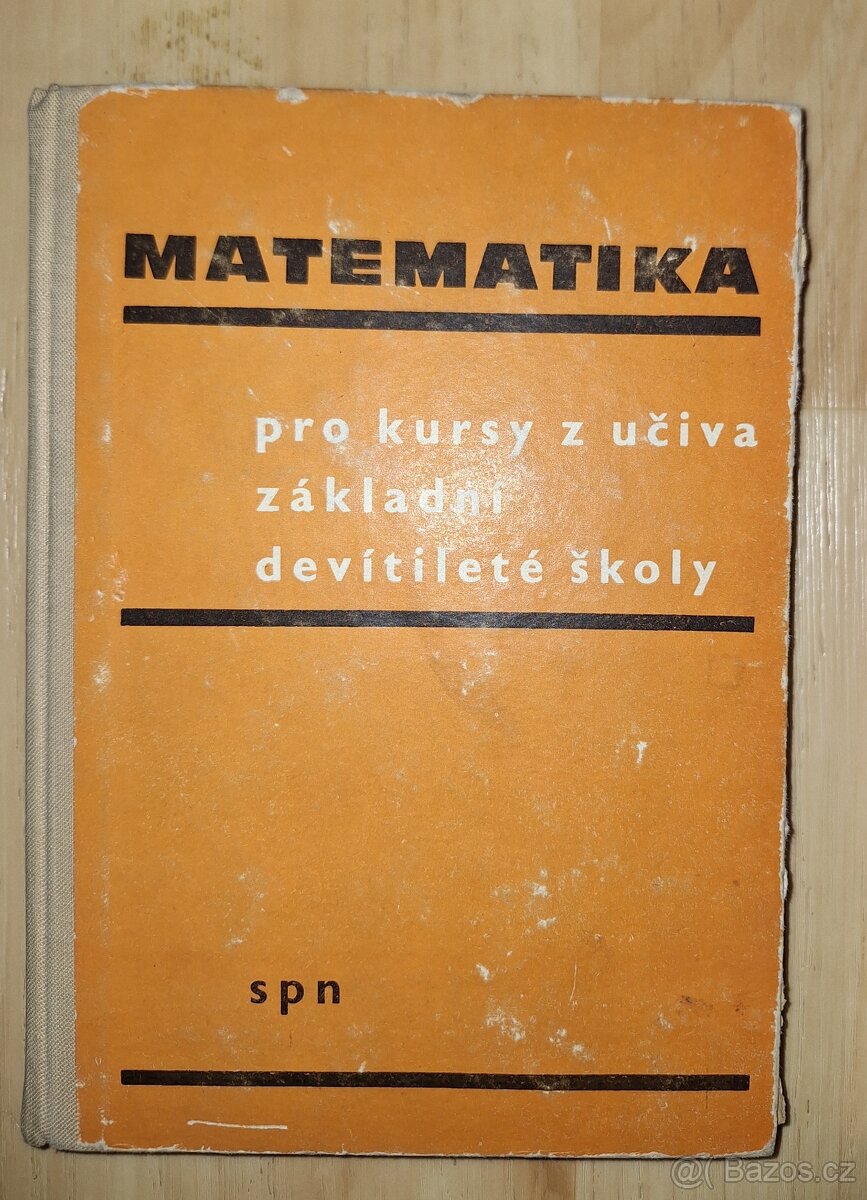 MATEMATIKA
pro kursy z učiva
základní
devítileté školy
spn
@( Bazos.cz